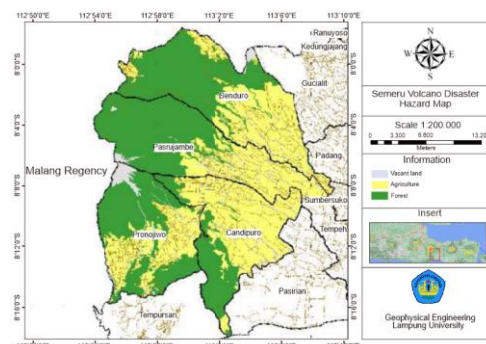 112°50'0"E 112°54'0"E 112°58'0"E 113°2'0"E 113°6'0"E 113°10'0"E
Ranuyoso
Kedungjajang
Gucialit
8°0'0"S
Benduro
8°4'0"S
Pasrujambe
Padang
Malang Regency
8°8'0"S
Sumbersuko
Pronojiwo
Candipuro
Tempeh
8°12'0"S
Pasirian
Tempursari
8°16'0"S
N
W E
S
Semeru Volcano Disaster
Hazard Map
Scale 1:200.000
0 3.300 6.600 13.200
Meters
Information
Vacant land
Agriculture
Forest
Insert
Geophysical Engineering
Lampung University